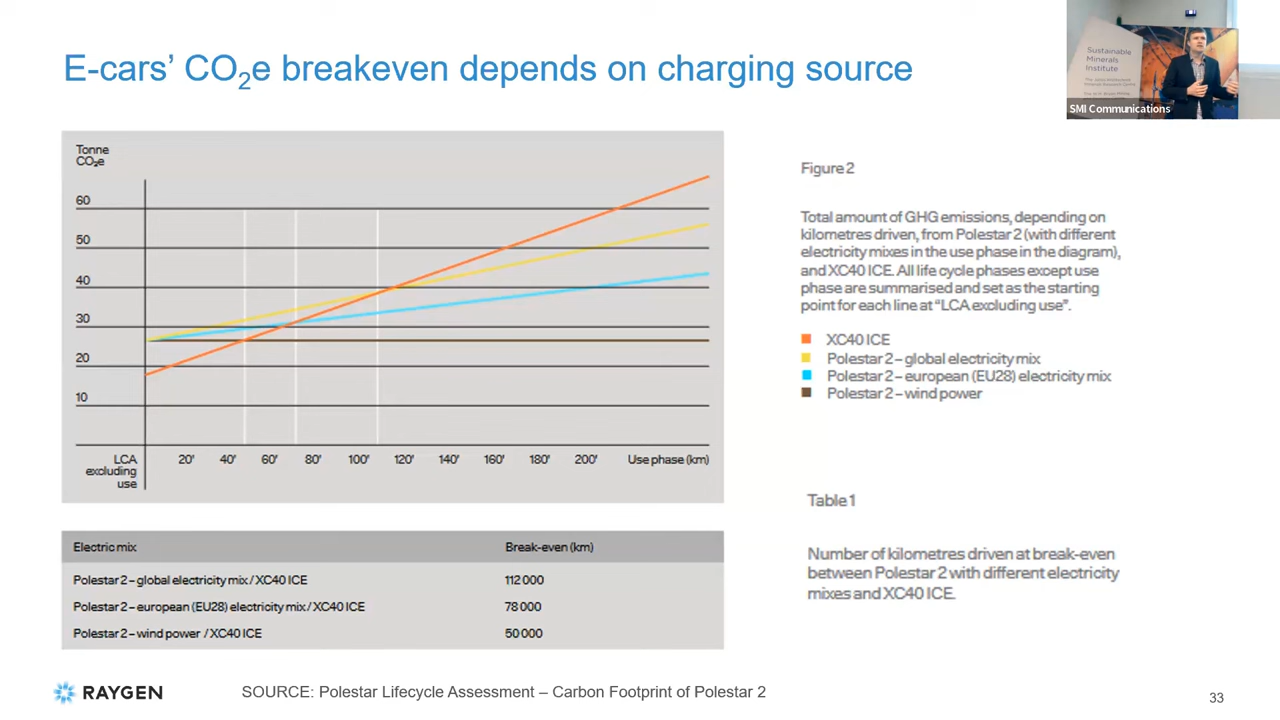 E-cars' CO₂e breakeven depends on charging source
Sustainable
Minerals
Institute
SMI Communications
Tonne
CO₂e
60
50
40
30
20
10
LCA
excluding
use
20' 40' 60' 80' 100' 120' 140' 160' 180' 200' Use phase (km)
Figure 2
Total amount of GHG emissions, depending on
kilometres driven, from Polestar 2 (with different
electricity mixes in the use phase in the diagram),
and XC40 ICE. All life cycle phases except use
phase are summarised and set as the starting
point for each line at “LCA excluding use”.
XC40 ICE
Polestar 2 – global electricity mix
Polestar 2 – european (EU28) electricity mix
Polestar 2 – wind power
Electric mix Break-even (km)
Polestar 2 – global electricity mix / XC40 ICE 112 000
Polestar 2 – european (EU28) electricity mix / XC40 ICE 78 000
Polestar 2 – wind power / XC40 ICE 50 000
Table 1
Number of kilometres driven at break-even
between Polestar 2 with different electricity
mixes and XC40 ICE.
RAYGEN
SOURCE: Polestar Lifecycle Assessment – Carbon Footprint of Polestar 2
33